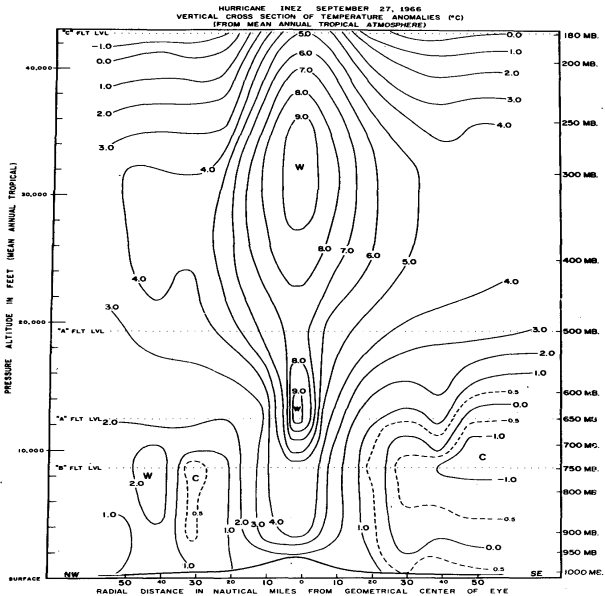 HURRICANE INEZ SEPTEMBER 27, 1966
VERTICAL CROSS SECTION OF TEMPERATURE ANOMALIES (°C)
(FROM MEAN ANNUAL TROPICAL ATMOSPHERE)
"C" FLT LVL
5.0
0.0
180 MB.
-1.0
1.0
40,000
0.0
6.0
200 MB.
7.0
2.0
1.0
8.0
3.0
2.0
9.0
4.0
250 MB.
3.0
4.0
W
300 MB.
30,000
PRESSURE ALTITUDE IN FEET (MEAN ANNUAL TROPICAL)
8.0 7.0 6.0 5.0
400 MB.
4.0
4.0
3.0
20,000
"A" FLT LVL
3.0
500 MB.
2.0
8.0
1.0
9.0
0.5
600 MB.
W
0.0
"A" FLT LVL
2.0
0.5
650 MB
1.0
700 MB.
10,000
"B" FLT LVL
W
C
C
750 MB.
2.0
-1.0
800 MB.
0.5
0.5
1.0
2.0 3.0 4.0
1.0
1.0
900 MB.
0.0
950 MB
1.0
0.5
SURFACE
NW
SE
1000 MB.
50 40 30 20 10 0 10 20 30 40 50 60
RADIAL DISTANCE IN NAUTICAL MILES FROM GEOMETRICAL CENTER OF EYE